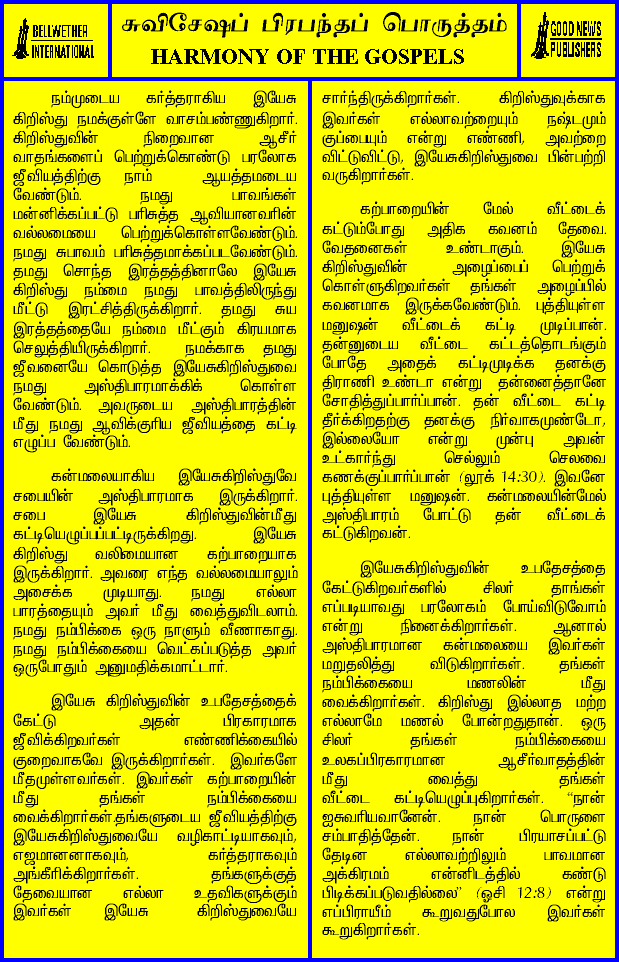 BELLWETHER
INTERNATIONAL
சுவிசேஷப் பிரபந்தப் பொருத்தம்
HARMONY OF THE GOSPELS
GOOD NEWS
PUBLISHERS
நம்முடைய கர்த்தராகிய இயேசு
கிறிஸ்து நமக்குள்ளே வாசம்பண்ணுகிறார்.
கிறிஸ்துவின் நிறைவான ஆசீர்
வாதங்களைப் பெற்றுக்கொண்டு பரலோக
ஜீவியத்திற்கு நாம் ஆயத்தமடைய
வேண்டும். நமது பாவங்கள்
மன்னிக்கப்பட்டு பரிசுத்த ஆவியானவரின்
வல்லமையை பெற்றுக்கொள்ளவேண்டும்.
நமது சுபாவம் பரிசுத்தமாக்கப்படவேண்டும்.
தமது சொந்த இரத்தத்தினாலே இயேசு
கிறிஸ்து நம்மை நமது பாவத்திலிருந்து
மீட்டு இரட்சித்திருக்கிறார். தமது சுய
இரத்தத்தையே நம்மை மீட்கும் கிரயமாக
செலுத்தியிருக்கிறார். நமக்காக தமது
ஜீவனையே கொடுத்த இயேசுகிறிஸ்துவை
நமது அஸ்திபாரமாக்கிக் கொள்ள
வேண்டும். அவருடைய அஸ்திபாரத்தின்
மீது நமது ஆவிக்குரிய ஜீவியத்தை கட்டி
எழுப்ப வேண்டும்.
கன்மலையாகிய இயேசுகிறிஸ்துவே
சபையின் அஸ்திபாரமாக இருக்கிறார்.
சபை இயேசு கிறிஸ்துவின்மீது
கட்டியெழுப்பப்பட்டிருக்கிறது. இயேசு
கிறிஸ்து வலிமையான கற்பாறையாக
இருக்கிறார். அவரை எந்த வல்லமையாலும்
அசைக்க முடியாது. நமது எல்லா
பாரத்தையும் அவர் மீது வைத்துவிடலாம்.
நமது நம்பிக்கை ஒரு நாளும் வீணாகாது.
நமது நம்பிக்கையை வெட்கப்படுத்த அவர்
ஒருபோதும் அனுமதிக்கமாட்டார்.
இயேசு கிறிஸ்துவின் உபதேசத்தைக்
கேட்டு அதன் பிரகாரமாக
ஜீவிக்கிறவர்கள் எண்ணிக்கையில்
குறைவாகவே இருக்கிறார்கள். இவர்களே
மீதமுள்ளவர்கள். இவர்கள் கற்பாறையின்
மீது தங்கள் நம்பிக்கையை
வைக்கிறார்கள்.தங்களுடைய ஜீவியத்திற்கு
இயேசுகிறிஸ்துவையே வழிகாட்டியாகவும்,
எஜமானனாகவும், கர்த்தராகவும்
அங்கீரிக்கிறார்கள். தங்களுக்குத்
தேவையான எல்லா உதவிகளுக்கும்
இவர்கள் இயேசு கிறிஸ்துவையே
சார்ந்திருக்கிறார்கள். கிறிஸ்துவுக்காக
இவர்கள் எல்லாவற்றையும் நஷ்டமும்
குப்பையும் என்று எண்ணி, அவற்றை
விட்டுவிட்டு, இயேசுகிறிஸ்துவை பின்பற்றி
வருகிறார்கள்.
கற்பாறையின் மேல் வீட்டைக்
கட்டும்போது அதிக கவனம் தேவை.
வேதனைகள் உண்டாகும். இயேசு
கிறிஸ்துவின் அழைப்பைப் பெற்றுக்
கொள்ளுகிறவர்கள் தங்கள் அழைப்பில்
கவனமாக இருக்கவேண்டும். புத்தியுள்ள
மனுஷன் வீட்டைக் கட்டி முடிப்பான்.
தன்னுடைய வீட்டை கட்டத்தொடங்கும்
போதே அதைக் கட்டிமுடிக்க தனக்கு
திராணி உண்டா என்று தன்னைத்தானே
சோதித்துப்பார்ப்பான். தன் வீட்டை கட்டி
தீர்க்கிறதற்கு தனக்கு நிர்வாகமுண்டோ,
இல்லையோ என்று முன்பு அவன்
உட்கார்ந்து செல்லும் செலவை
கணக்குப்பார்ப்பான் (லூக் 14:30). இவனே
புத்தியுள்ள மனுஷன். கன்மலையின்மேல்
அஸ்திபாரம் போட்டு தன் வீட்டைக்
கட்டுகிறவன்.
இயேசுகிறிஸ்துவின் உபதேசத்தை
கேட்டுகிறவர்களில் சிலர் தாங்கள்
எப்படியாவது பரலோகம் போய்விடுவோம்
என்று நினைக்கிறார்கள். ஆனால்
அஸ்திபாரமான கன்மலையை இவர்கள்
மறுதலித்து விடுகிறார்கள். தங்கள்
நம்பிக்கையை மணலின் மீது
வைக்கிறார்கள். கிறிஸ்து இல்லாத மற்ற
எல்லாமே மணல் போன்றதுதான். ஒரு
சிலர் தங்கள் நம்பிக்கையை
உலகப்பிரகாரமான ஆசீர்வாதத்தின்
மீது வைத்து தங்கள்
வீட்டை கட்டியெழுப்புகிறார்கள். “நான்
ஐசுவரியவானேன். நான் பொருளை
சம்பாதித்தேன். நான் பிரயாசப்பட்டு
தேடின எல்லாவற்றிலும் பாவமான
அக்கிரமம் என்னிடத்தில் கண்டு
பிடிக்கப்படுவதில்லை” (ஓசி 12:8) என்று
எப்பிராயீம் கூறுவதுபோல இவர்கள்
கூறுகிறார்கள்.